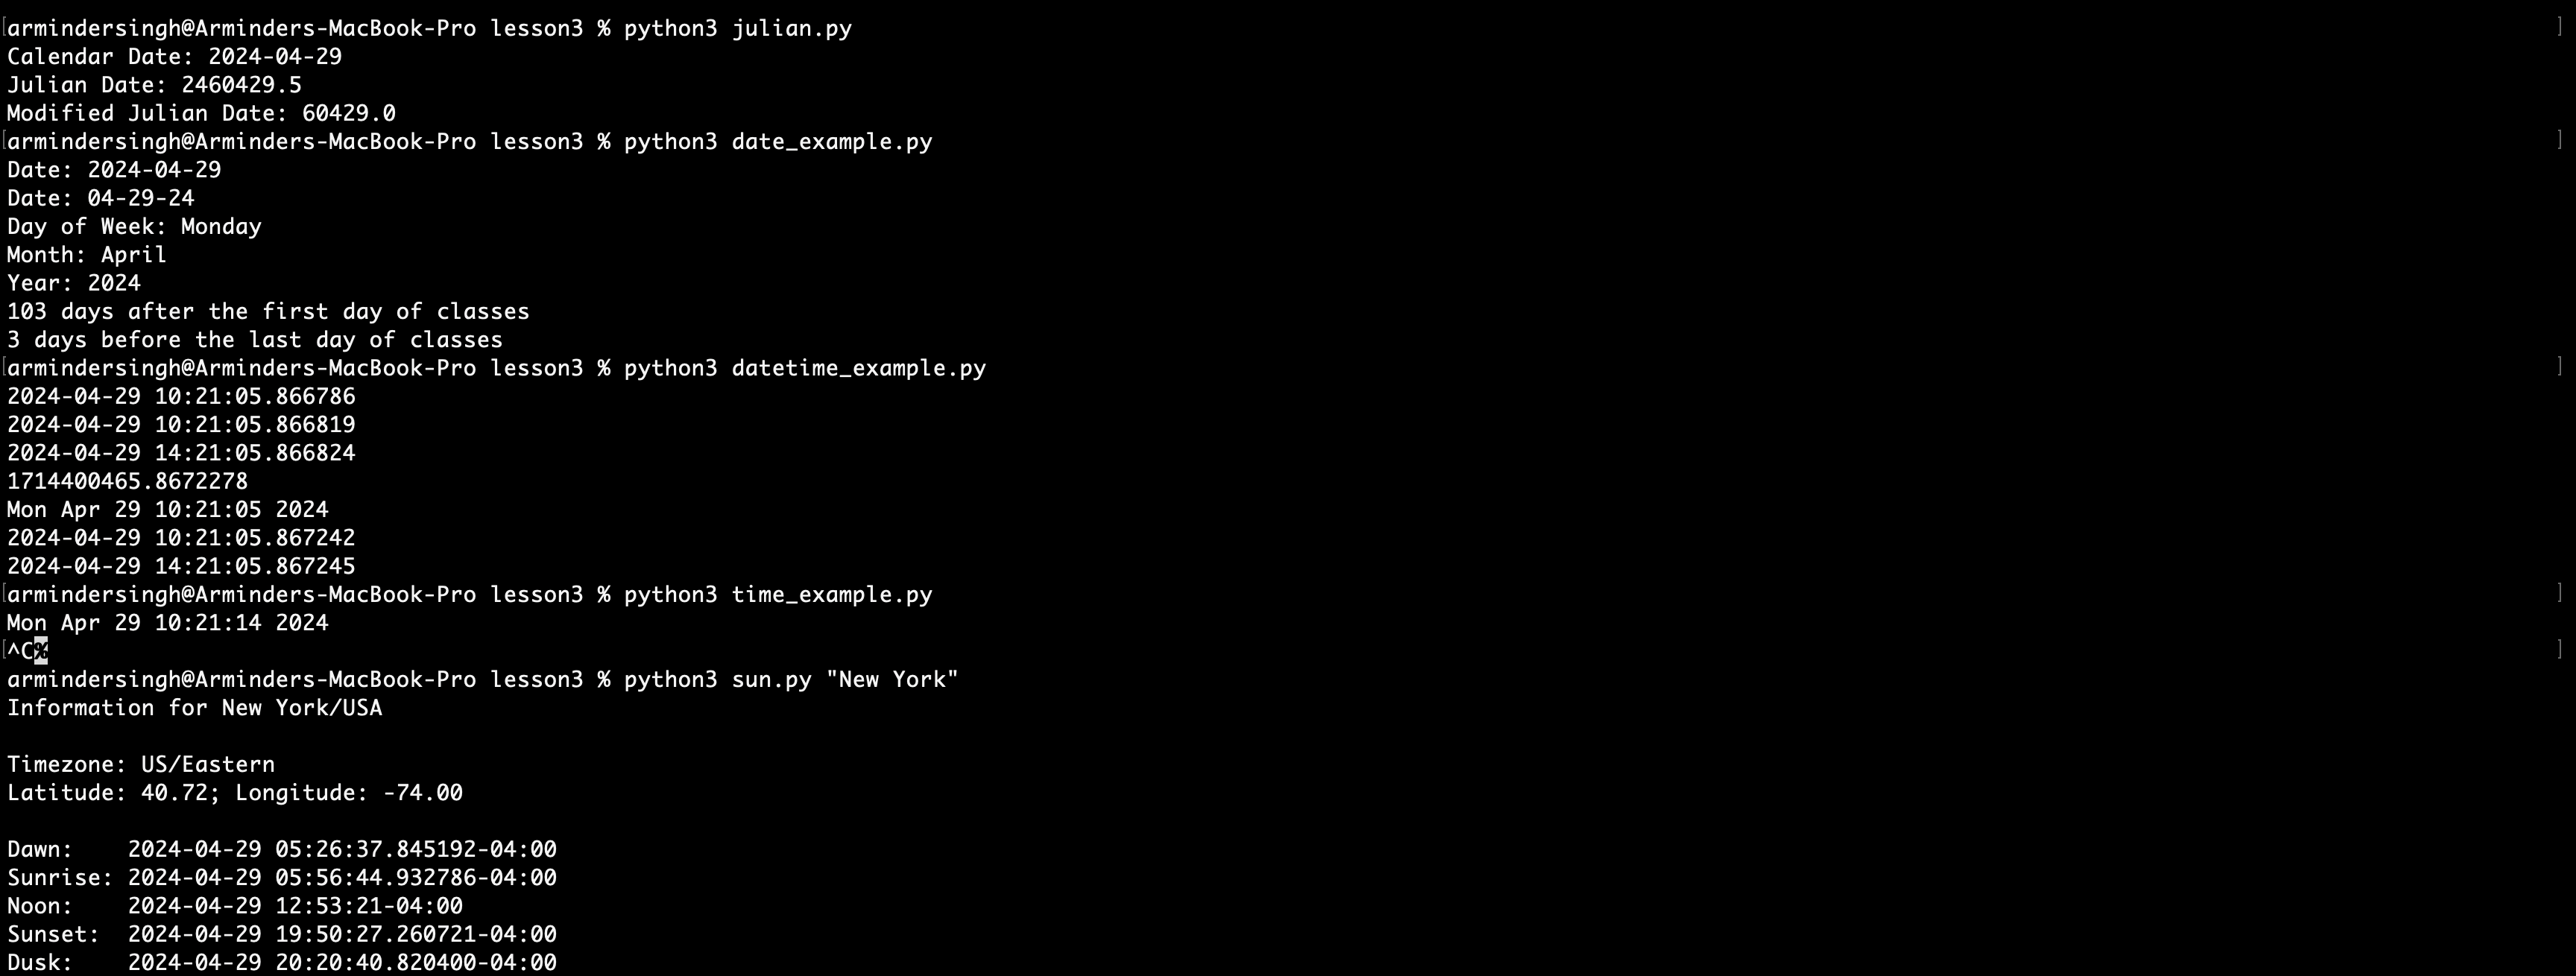 armindersingh@Arminders-MacBook-Pro lesson3 % python3 julian.py
Calendar Date: 2024-04-29
Julian Date: 2460429.5
Modified Julian Date: 60429.0
armindersingh@Arminders-MacBook-Pro lesson3 % python3 date_example.py
Date: 2024-04-29
Date: 04-29-24
Day of Week: Monday
Month: April
Year: 2024
103 days after the first day of classes
3 days before the last day of classes
armindersingh@Arminders-MacBook-Pro lesson3 % python3 datetime_example.py
2024-04-29 10:21:05.866786
2024-04-29 10:21:05.866819
2024-04-29 14:21:05.866824
1714400465.8672278
Mon Apr 29 10:21:05 2024
2024-04-29 10:21:05.867242
2024-04-29 14:21:05.867245
armindersingh@Arminders-MacBook-Pro lesson3 % python3 time_example.py
Mon Apr 29 10:21:14 2024
^C%
armindersingh@Arminders-MacBook-Pro lesson3 % python3 sun.py "New York"
Information for New York/USA
Timezone: US/Eastern
Latitude: 40.72; Longitude: -74.00
Dawn:    2024-04-29 05:26:37.845192-04:00
Sunrise: 2024-04-29 05:56:44.932786-04:00
Noon:    2024-04-29 12:53:21-04:00
Sunset:  2024-04-29 19:50:27.260721-04:00
Dusk:    2024-04-29 20:20:40.820400-04:00